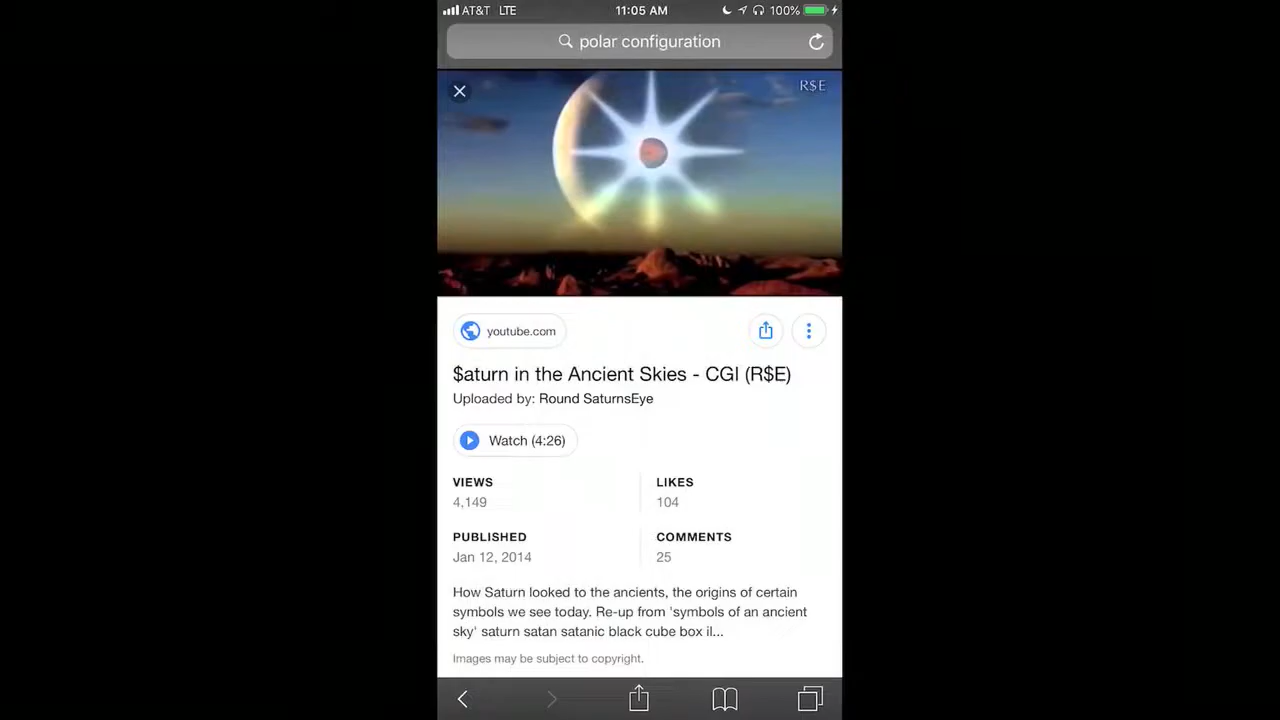 AT&T LTE 11:05 AM 100%
polar configuration
R$E
youtube.com
$aturn in the Ancient Skies - CGI (R$E)
Uploaded by: Round SaturnsEye
Watch (4:26)
VIEWS LIKES
4,149 104
PUBLISHED COMMENTS
Jan 12, 2014 25
How Saturn looked to the ancients, the origins of certain
symbols we see today. Re-up from 'symbols of an ancient
sky' saturn satan satanic black cube box il...
Images may be subject to copyright.